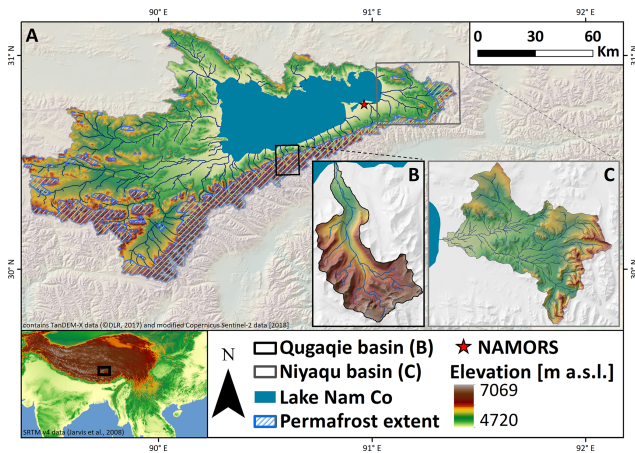 90° E
91° E
92° E
A
31° N
31° N
0
30
60
Km
B
C
30° N
30° N
contains TanDEM-X data (©DLR, 2017) and modified Copernicus Sentinel-2 data [2018]
N
Qugaqie basin (B)
Niyaqu basin (C)
Lake Nam Co
Permafrost extent
NAMORS
Elevation [m a.s.l.]
7069
4720
SRTM v4 data (Jarvis et al., 2008)
90° E
91° E
92° E